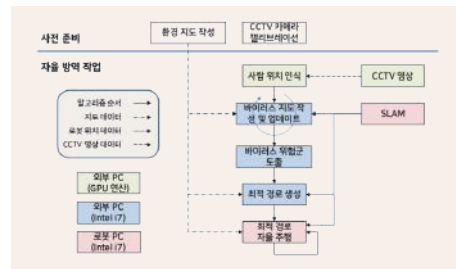 사전 준비
환경 지도 작성
CCTV 카메라
캘리브레이션
자율 방역 작업
사람 위치 인식
CCTV 영상
알고리즘 순서
지도 데이터
로봇 위치 데이터
CCTV 영상 데이터
바이러스 지도 작
성 및 업데이트
SLAM
바이러스 위험군
도출
외부 PC
(GPU 연산)
외부 PC
(Intel i7)
로봇 PC
(Intel i7)
최적 경로 생성
최적 경로
자율 주행